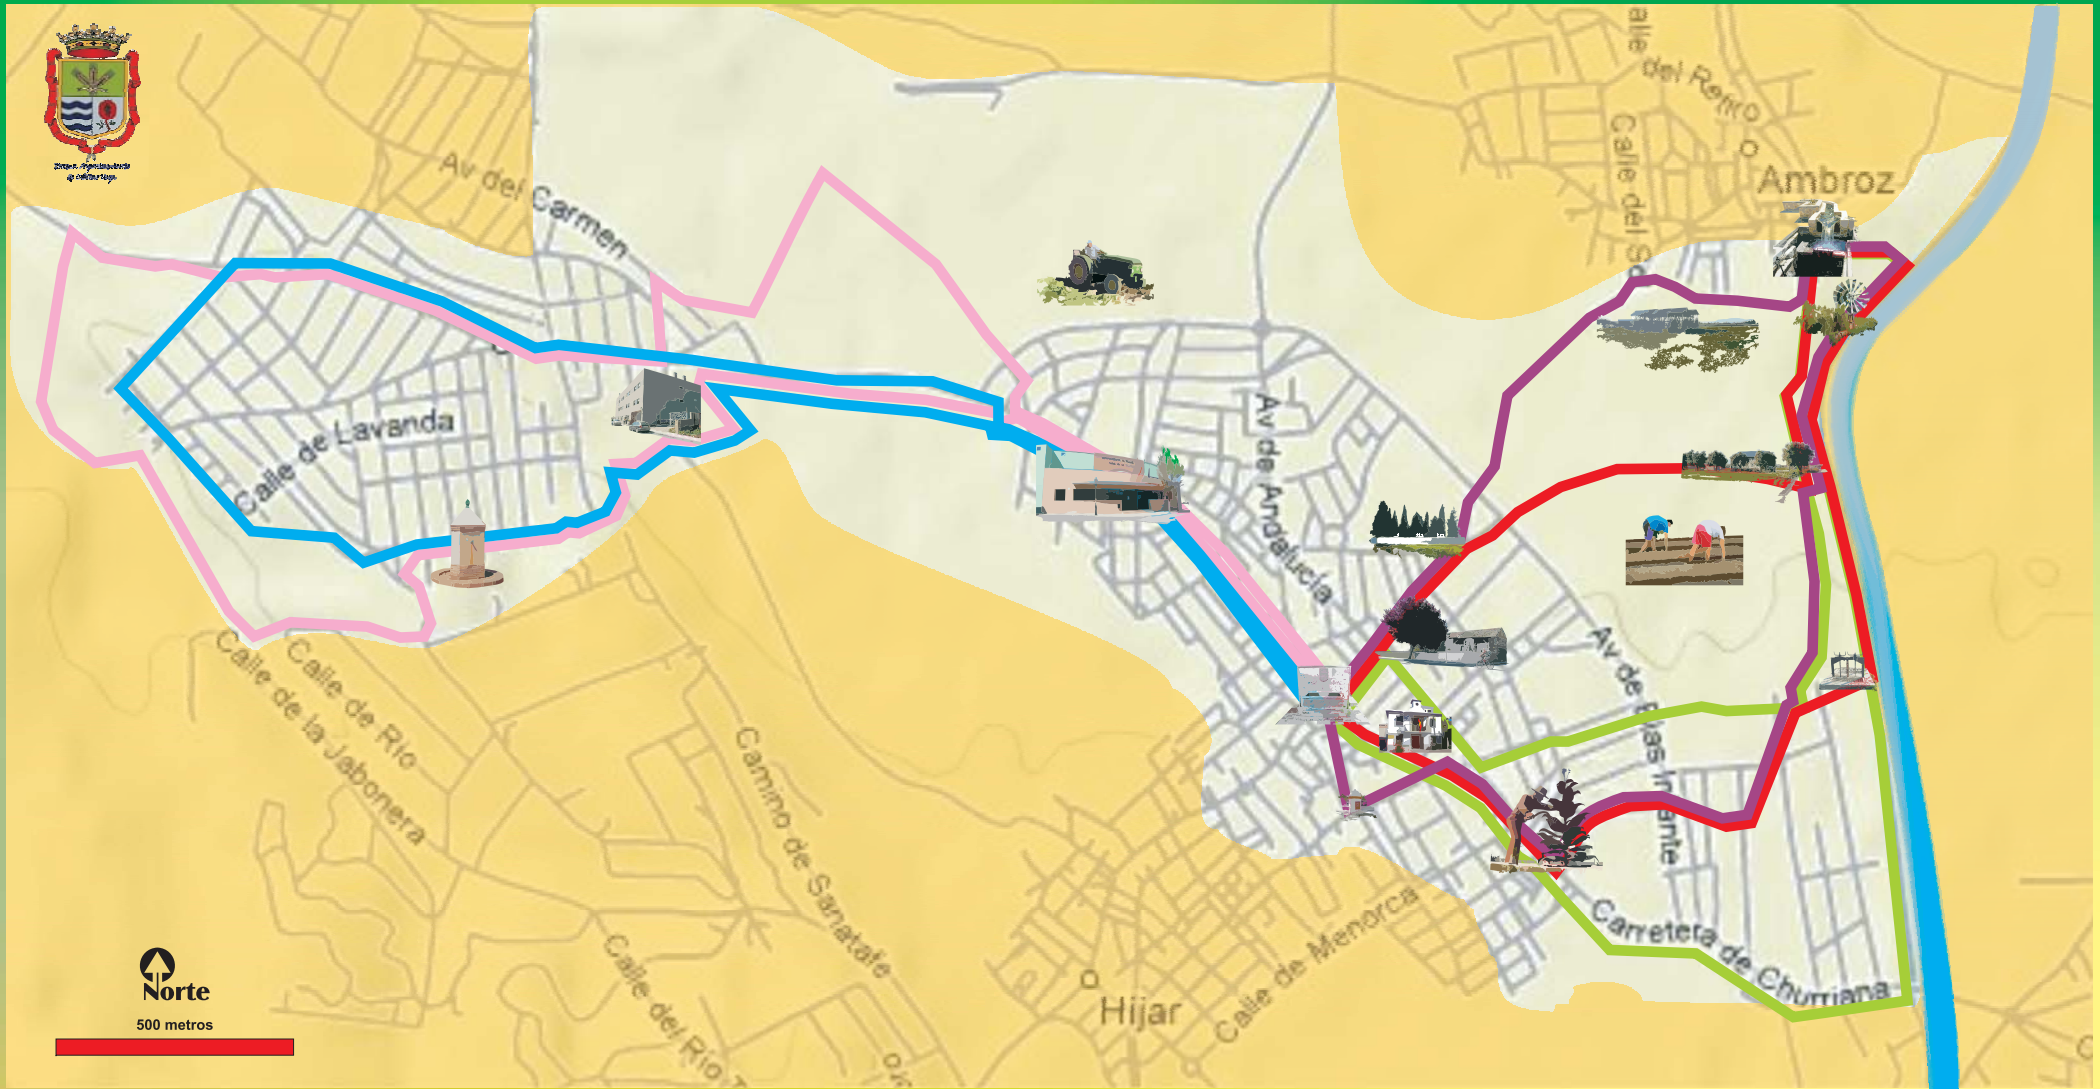 Av del Carmen
alle del Retiro
Ambroz
Calle del So
Calle de Lavanda
Av de Andalucía
Av de Blas Infante
Calle de Río
Calle de la Jabonera
Camino de Sanatafe
Calle del Río T
Calle de Menorca
Carretera de Churriana
Hijar
Norte
500 metros